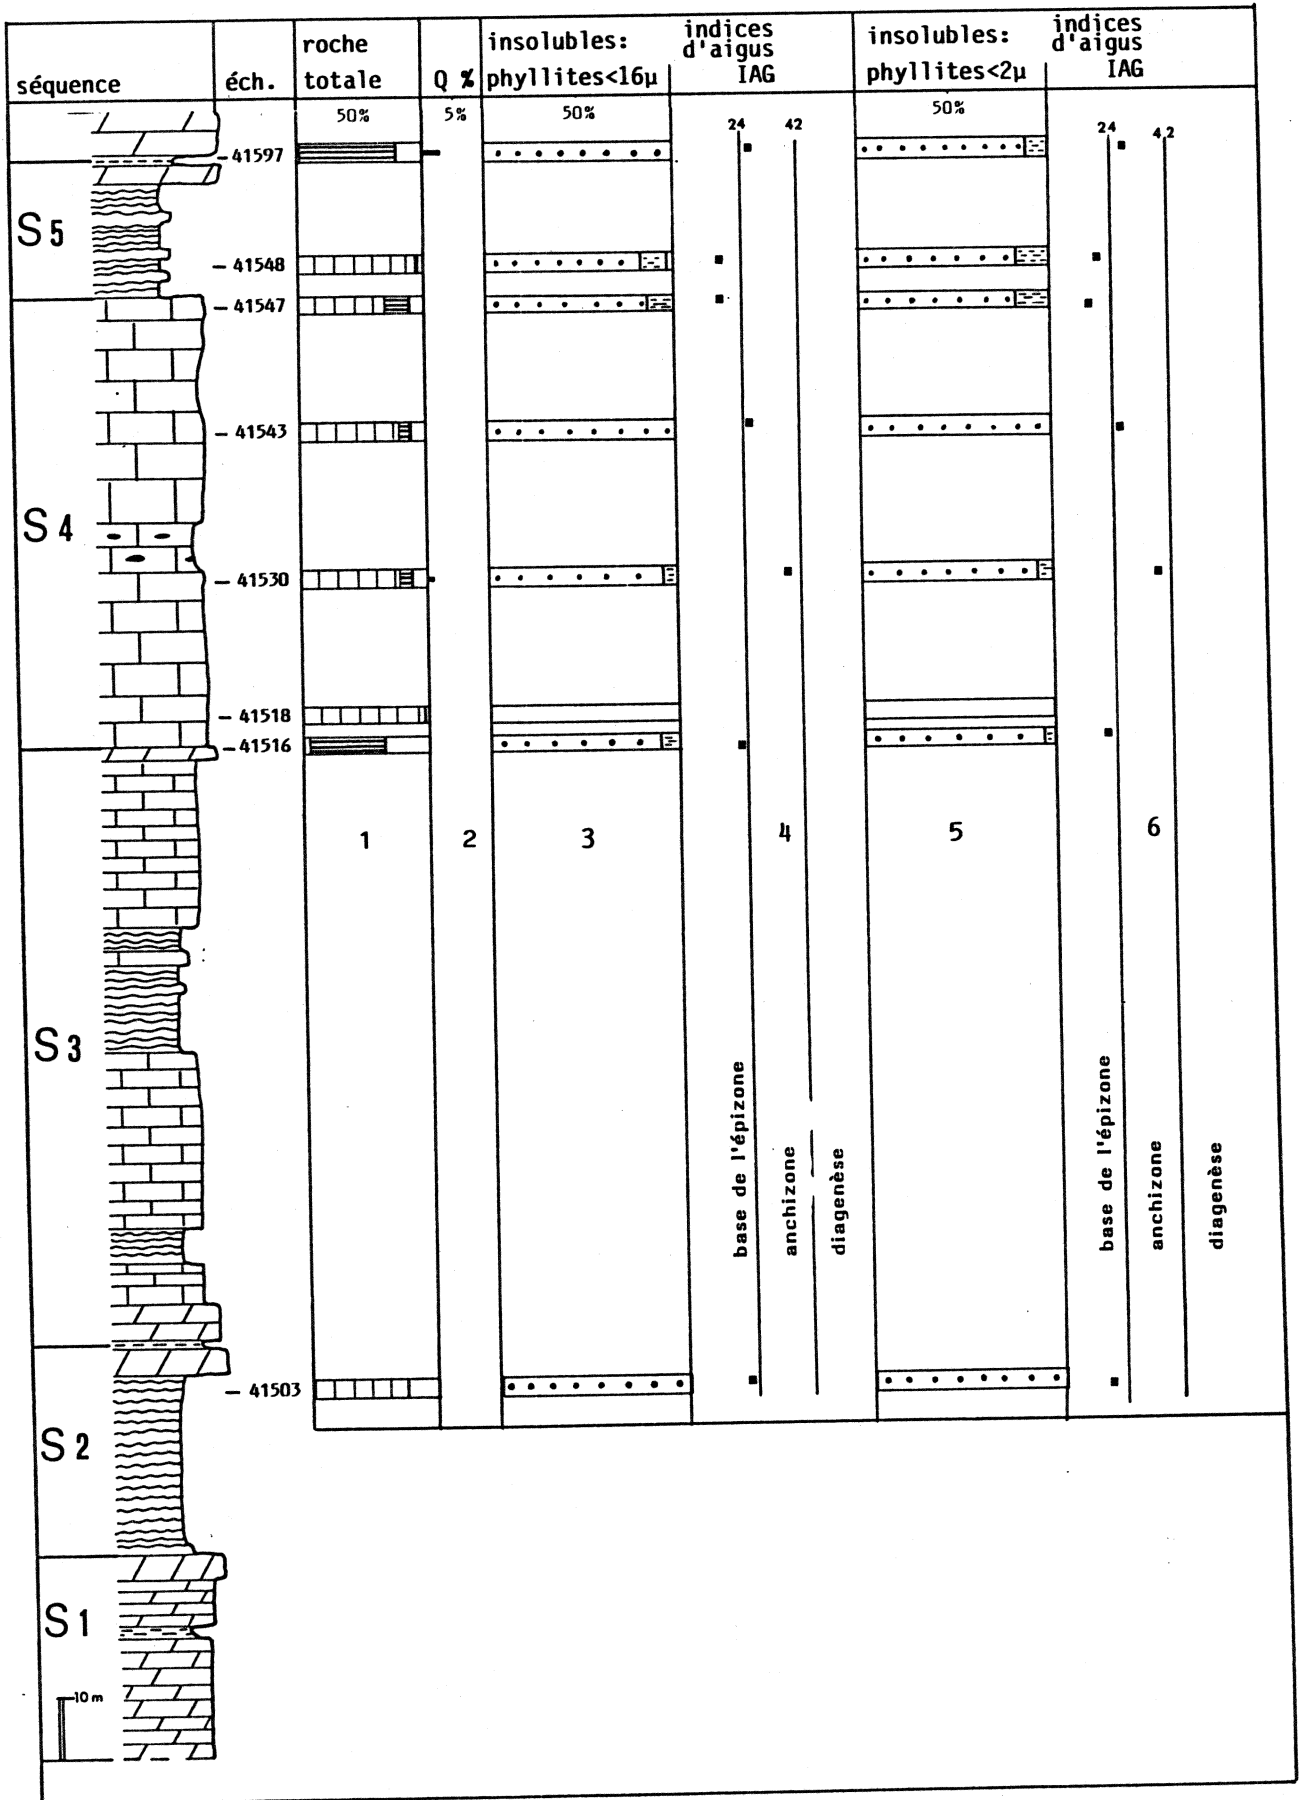 séquence
éch.
roche
totale
Q %
insolubles:
phyllites<16µ
indices
d'aigus
IAG
insolubles:
phyllites<2µ
indices
d'aigus
IAG
50%
5%
50%
24
42
50%
24
4,2
41597
S5
41548
41547
41543
S4
41530
41518
41516
1
2
3
4
5
6
S3
base de l'épizone
anchizone
diagenèse
base de l'épizone
anchizone
diagenèse
41503
S2
S1
10m